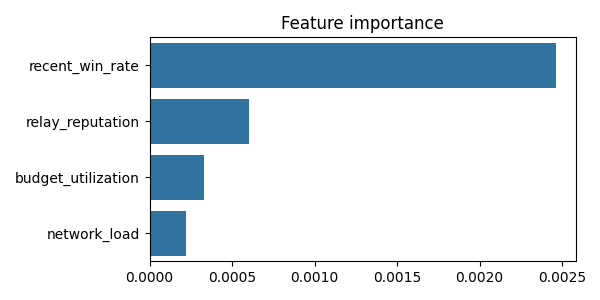 Feature importance
recent_win_rate
relay_reputation
budget_utilization
network_load
0.0000 0.0005 0.0010 0.0015 0.0020 0.0025